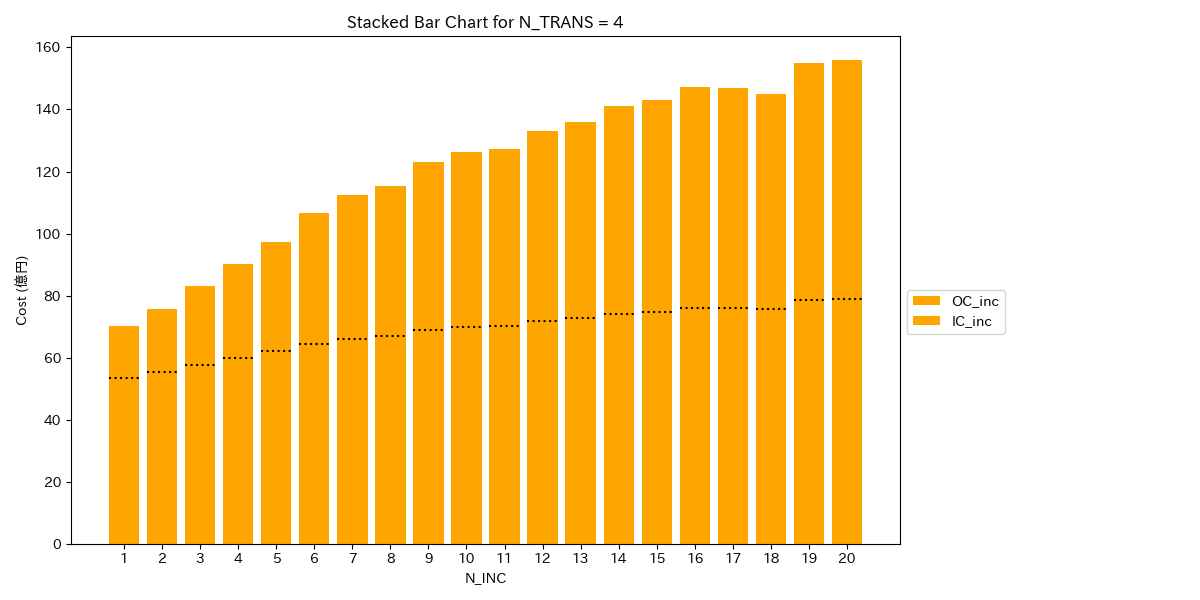 Stacked Bar Chart for N_TRANS = 4
Cost (億円)
160
140
120
100
80
60
40
20
0
1 2 3 4 5 6 7 8 9 10 11 12 13 14 15 16 17 18 19 20
N_INC
OC_inc
IC_inc